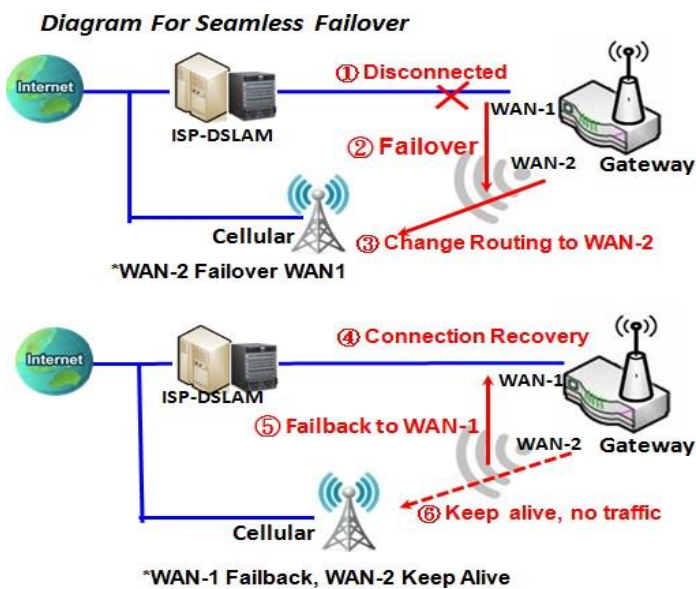 Diagram For Seamless Failover
Internet
ISP-DSLAM
① Disconnected
WAN-1
② Failover
WAN-2
Gateway
Cellular
③ Change Routing to WAN-2
*WAN-2 Failover WAN1
Internet
ISP-DSLAM
④ Connection Recovery
WAN-1
⑤ Failback to WAN-1
WAN-2
Gateway
Cellular
⑥ Keep alive, no traffic
*WAN-1 Failback, WAN-2 Keep Alive